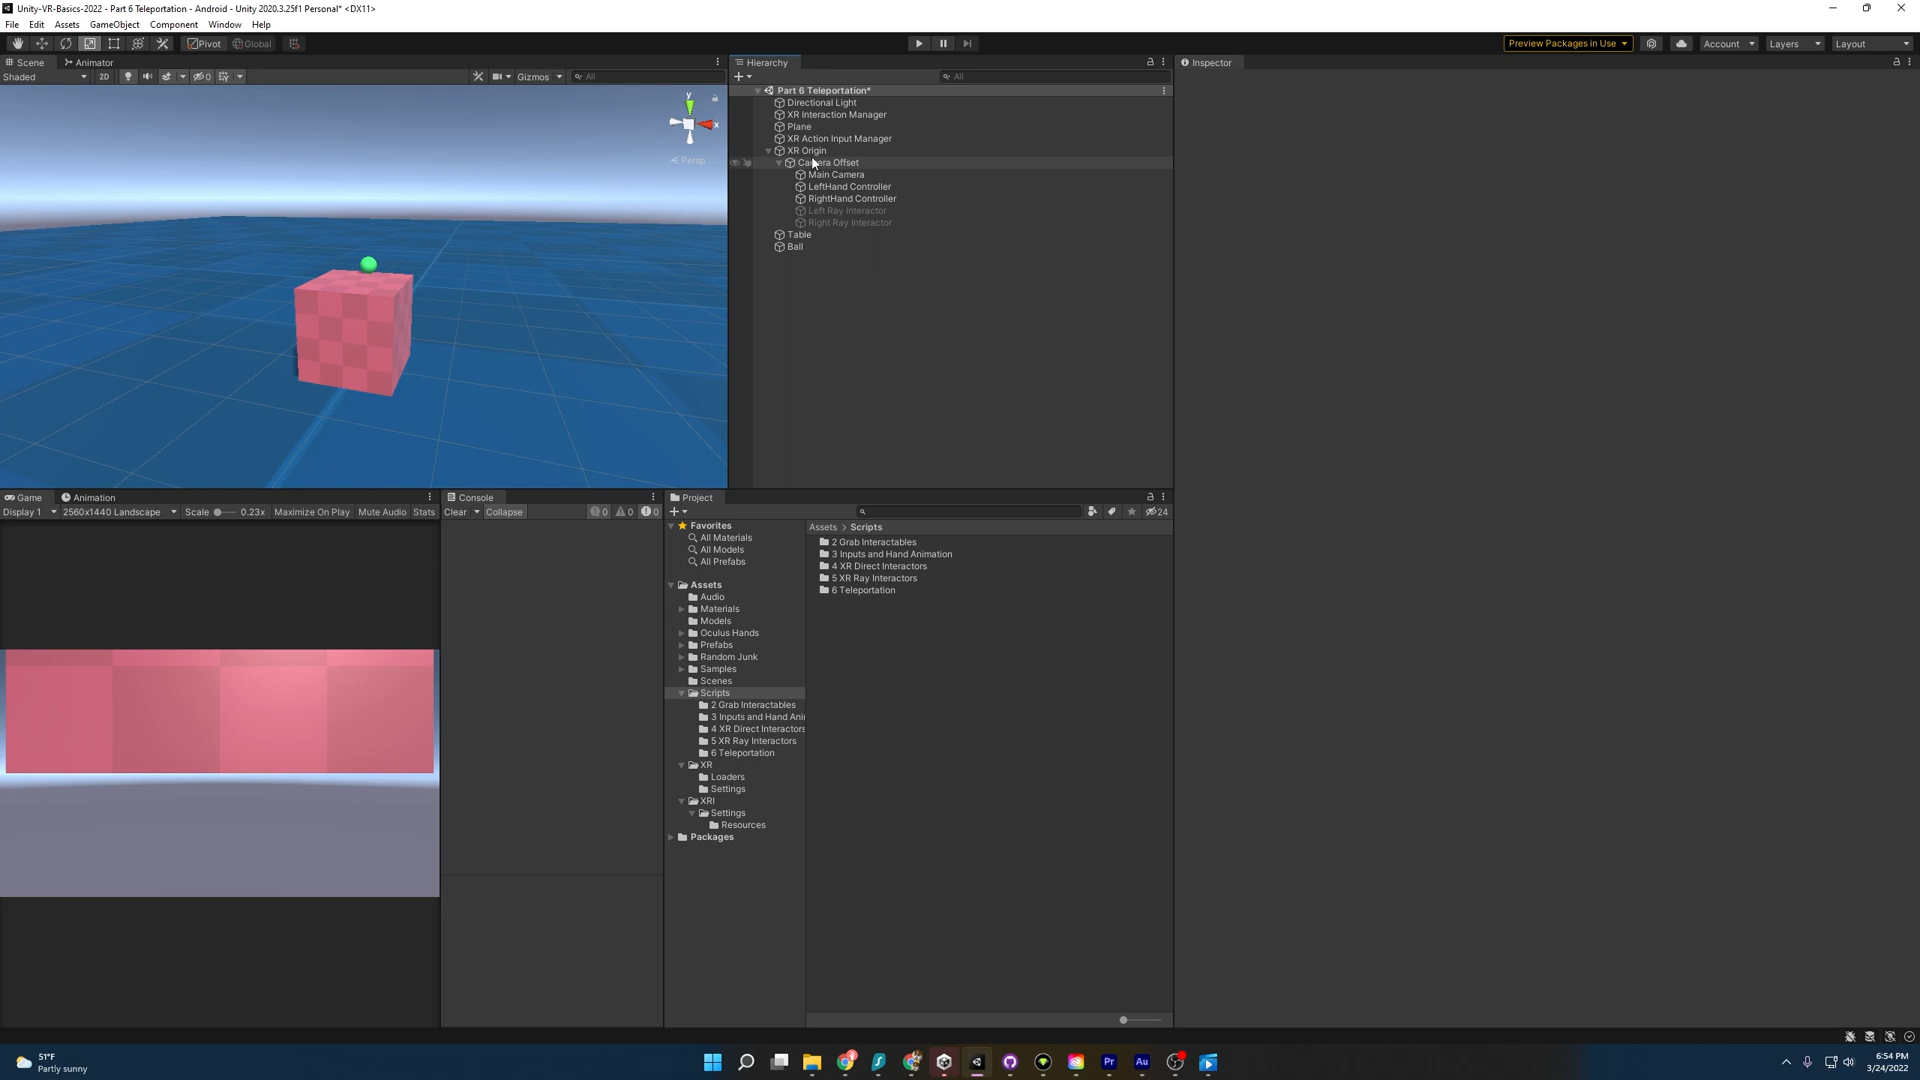 Unity-VR-Basics-2022 - Part 6 Teleportation - Android - Unity 2020.3.25f1 Personal* <DX11>
File Edit Assets GameObject Component Window Help
Pivot Global Preview Packages in Use Account Layers Layout
Scene Animator
Shaded 2D 0 Gizmos All
y
x
Persp
Hierarchy
All
Part 6 Teleportation*
Directional Light
XR Interaction Manager
Plane
XR Action Input Manager
XR Origin
Camera Offset
Main Camera
LeftHand Controller
RightHand Controller
Left Ray Interactor
Right Ray Interactor
Table
Ball
Inspector
Game Animation
Display 1 2560x1440 Landscape Scale 0.23x Maximize On Play Mute Audio Stats
Console
Clear Collapse 0 0 0
Project
24
Favorites
All Materials
All Models
All Prefabs
Assets
Audio
Materials
Models
Oculus Hands
Prefabs
Random Junk
Samples
Scenes
Scripts
2 Grab Interactables
3 Inputs and Hand Ani
4 XR Direct Interactors
5 XR Ray Interactors
6 Teleportation
XR
Loaders
Settings
XRI
Settings
Resources
Packages
Assets > Scripts
2 Grab Interactables
3 Inputs and Hand Animation
4 XR Direct Interactors
5 XR Ray Interactors
6 Teleportation
51°F
Partly sunny
Pr Au
6:54 PM
3/24/2022